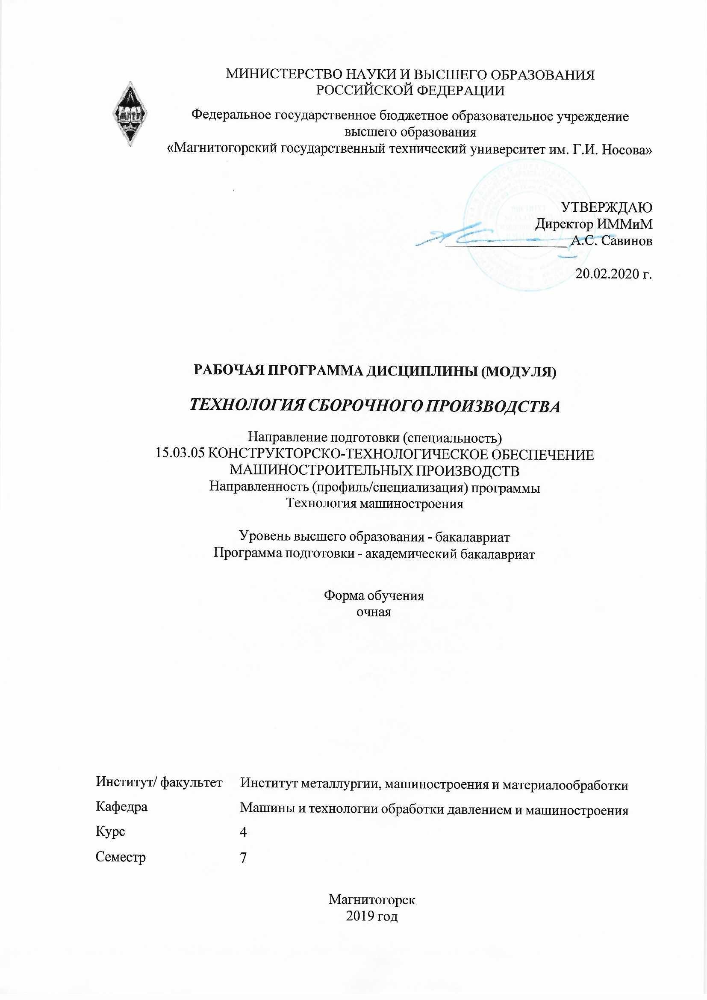 МИНИСТЕРСТВО НАУКИ И ВЫСШЕГО ОБРАЗОВАНИЯ
РОССИЙСКОЙ ФЕДЕРАЦИИ
Федеральное государственное бюджетное образовательное учреждение
высшего образования
«Магнитогорский государственный технический университет им. Г.И. Носова»
УТВЕРЖДАЮ
Директор ИММиМ
А.С. Савинов
20.02.2020 г.
РАБОЧАЯ ПРОГРАММА ДИСЦИПЛИНЫ (МОДУЛЯ)
ТЕХНОЛОГИЯ СБОРОЧНОГО ПРОИЗВОДСТВА
Направление подготовки (специальность)
15.03.05 КОНСТРУКТОРСКО-ТЕХНОЛОГИЧЕСКОЕ ОБЕСПЕЧЕНИЕ
МАШИНОСТРОИТЕЛЬНЫХ ПРОИЗВОДСТВ
Направленность (профиль/специализация) программы
Технология машиностроения
Уровень высшего образования - бакалавриат
Программа подготовки - академический бакалавриат
Форма обучения
очная
Институт/ факультет Институт металлургии, машиностроения и материалообработки
Кафедра Машины и технологии обработки давлением и машиностроения
Курс 4
Семестр 7
Магнитогорск
2019 год